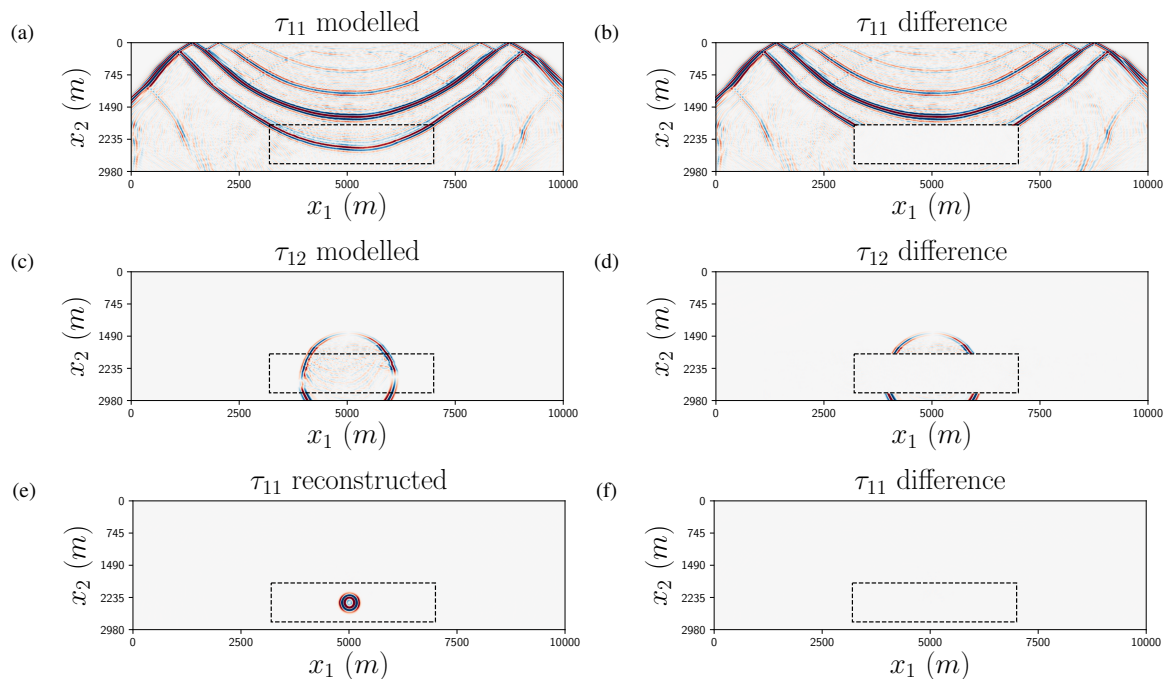 (a)
τ₁₁ modelled
0
745
1490
2235
2980
x₂ (m)
0
2500
5000
7500
10000
x₁ (m)
(b)
τ₁₁ difference
0
745
1490
2235
2980
x₂ (m)
0
2500
5000
7500
10000
x₁ (m)
(c)
τ₁₂ modelled
0
745
1490
2235
2980
x₂ (m)
0
2500
5000
7500
10000
x₁ (m)
(d)
τ₁₂ difference
0
745
1490
2235
2980
x₂ (m)
0
2500
5000
7500
10000
x₁ (m)
(e)
τ₁₁ reconstructed
0
745
1490
2235
2980
x₂ (m)
0
2500
5000
7500
10000
x₁ (m)
(f)
τ₁₁ difference
0
745
1490
2235
2980
x₂ (m)
0
2500
5000
7500
10000
x₁ (m)